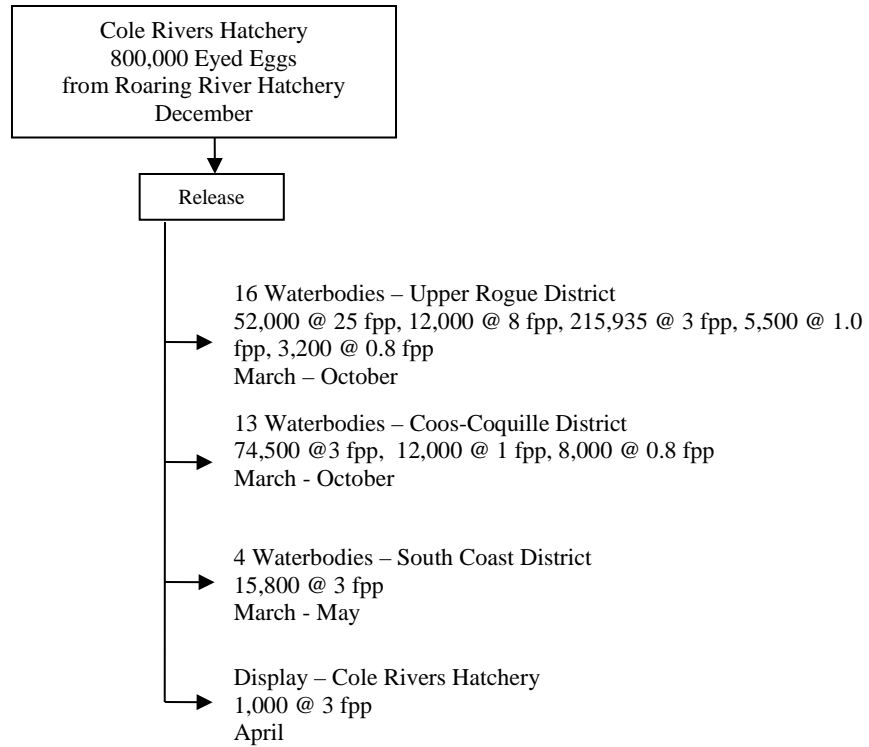 Cole Rivers Hatchery
800,000 Eyed Eggs
from Roaring River Hatchery
December
Release
16 Waterbodies – Upper Rogue District
52,000 @ 25 fpp, 12,000 @ 8 fpp, 215,935 @ 3 fpp, 5,500 @ 1.0
fpp, 3,200 @ 0.8 fpp
March – October
13 Waterbodies – Coos-Coquille District
74,500 @3 fpp,  12,000 @ 1 fpp, 8,000 @ 0.8 fpp
March - October
4 Waterbodies – South Coast District
15,800 @ 3 fpp
March - May
Display – Cole Rivers Hatchery
1,000 @ 3 fpp
April